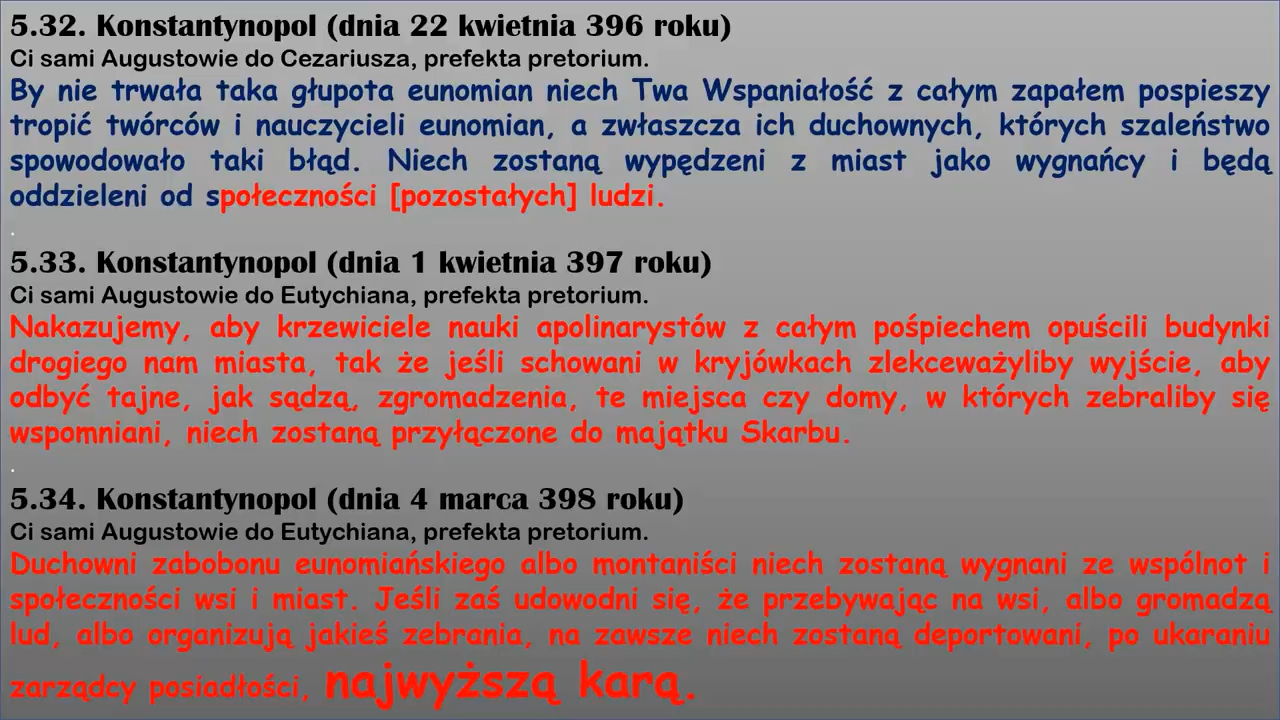 5.32. Konstantynopol (dnia 22 kwietnia 396 roku)
Ci sami Augustowie do Cezariusza, prefekta pretorium.
By nie trwała taka głupota eunomian niech Twa Wspaniałość z całym zapałem pospieszy
tropić twórców i nauczycieli eunomian, a zwłaszcza ich duchownych, których szaleństwo
spowodowało taki błąd. Niech zostaną wypędzeni z miast jako wygnańcy i będą
oddzieleni od społeczności [pozostałych] ludzi.
.
5.33. Konstantynopol (dnia 1 kwietnia 397 roku)
Ci sami Augustowie do Eutychiana, prefekta pretorium.
Nakazujemy, aby krzewiciele nauki apolinarystów z całym pośpiechem opuścili budynki
drogiego nam miasta, tak że jeśli schowani w kryjówkach zlekceważyliby wyjście, aby
odbyć tajne, jak sądzą, zgromadzenia, te miejsca czy domy, w których zebraliby się
wspomniani, niech zostaną przyłączone do majątku Skarbu.
.
5.34. Konstantynopol (dnia 4 marca 398 roku)
Ci sami Augustowie do Eutychiana, prefekta pretorium.
Duchowni zabobonu eunomiańskiego albo montaniści niech zostaną wygnani ze wspólnot i
społeczności wsi i miast. Jeśli zaś udowodni się, że przebywając na wsi, albo gromadzą
lud, albo organizują jakieś zebrania, na zawsze niech zostaną deportowani, po ukaraniu
zarządcy posiadłości, najwyższą karą.